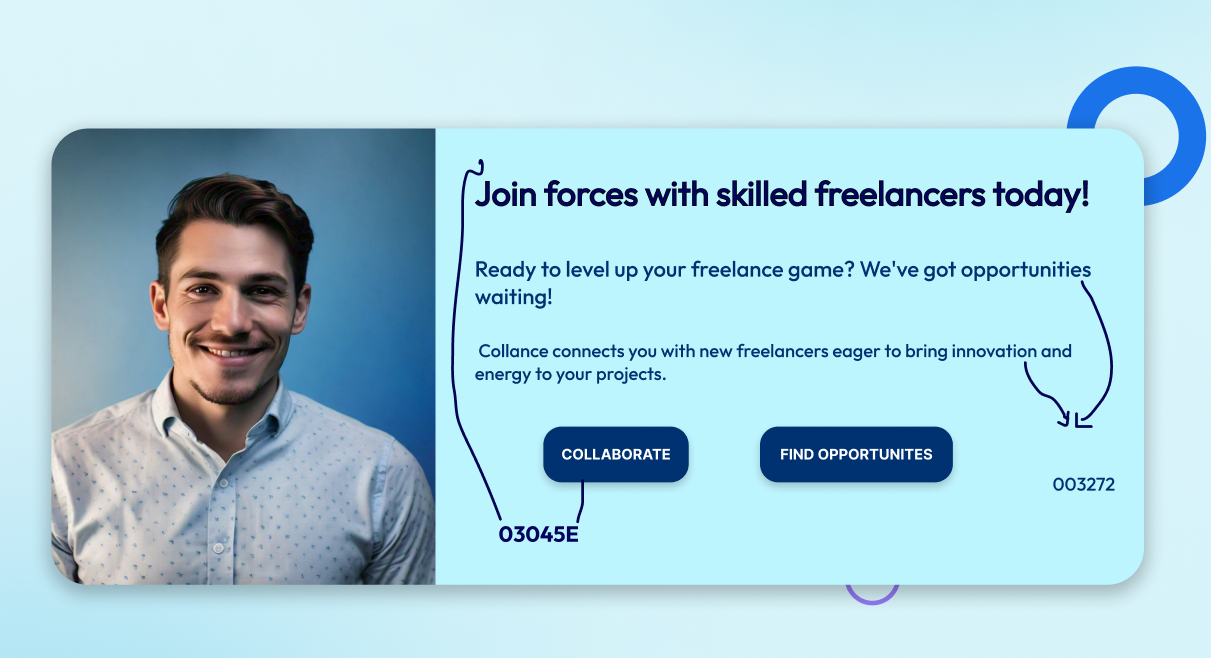 Join forces with skilled freelancers today!
Ready to level up your freelance game? We've got opportunities
waiting!
Collance connects you with new freelancers eager to bring innovation and
energy to your projects.
COLLABORATE
FIND OPPORTUNITES
003272
03045E